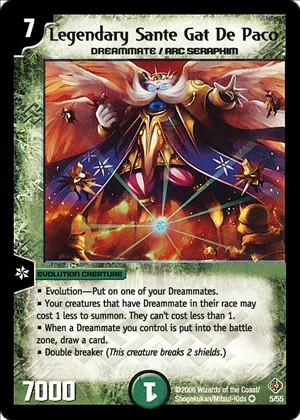 7
Legendary Sante Gat De Paco
DREAMMATE / ARC SERAPHIM
EVOLUTION CREATURE
▪ Evolution—Put on one of your Dreammates.
▪ Your creatures that have Dreammate in their race may
cost 1 less to summon. They can't cost less than 1.
▪ When a Dreammate you control is put into the battle
zone, draw a card.
▪ Double breaker (This creature breaks 2 shields.)
7000
1
©2006 Wizards of the Coast/
Shogakukan/Mitsui-Kids
5/55